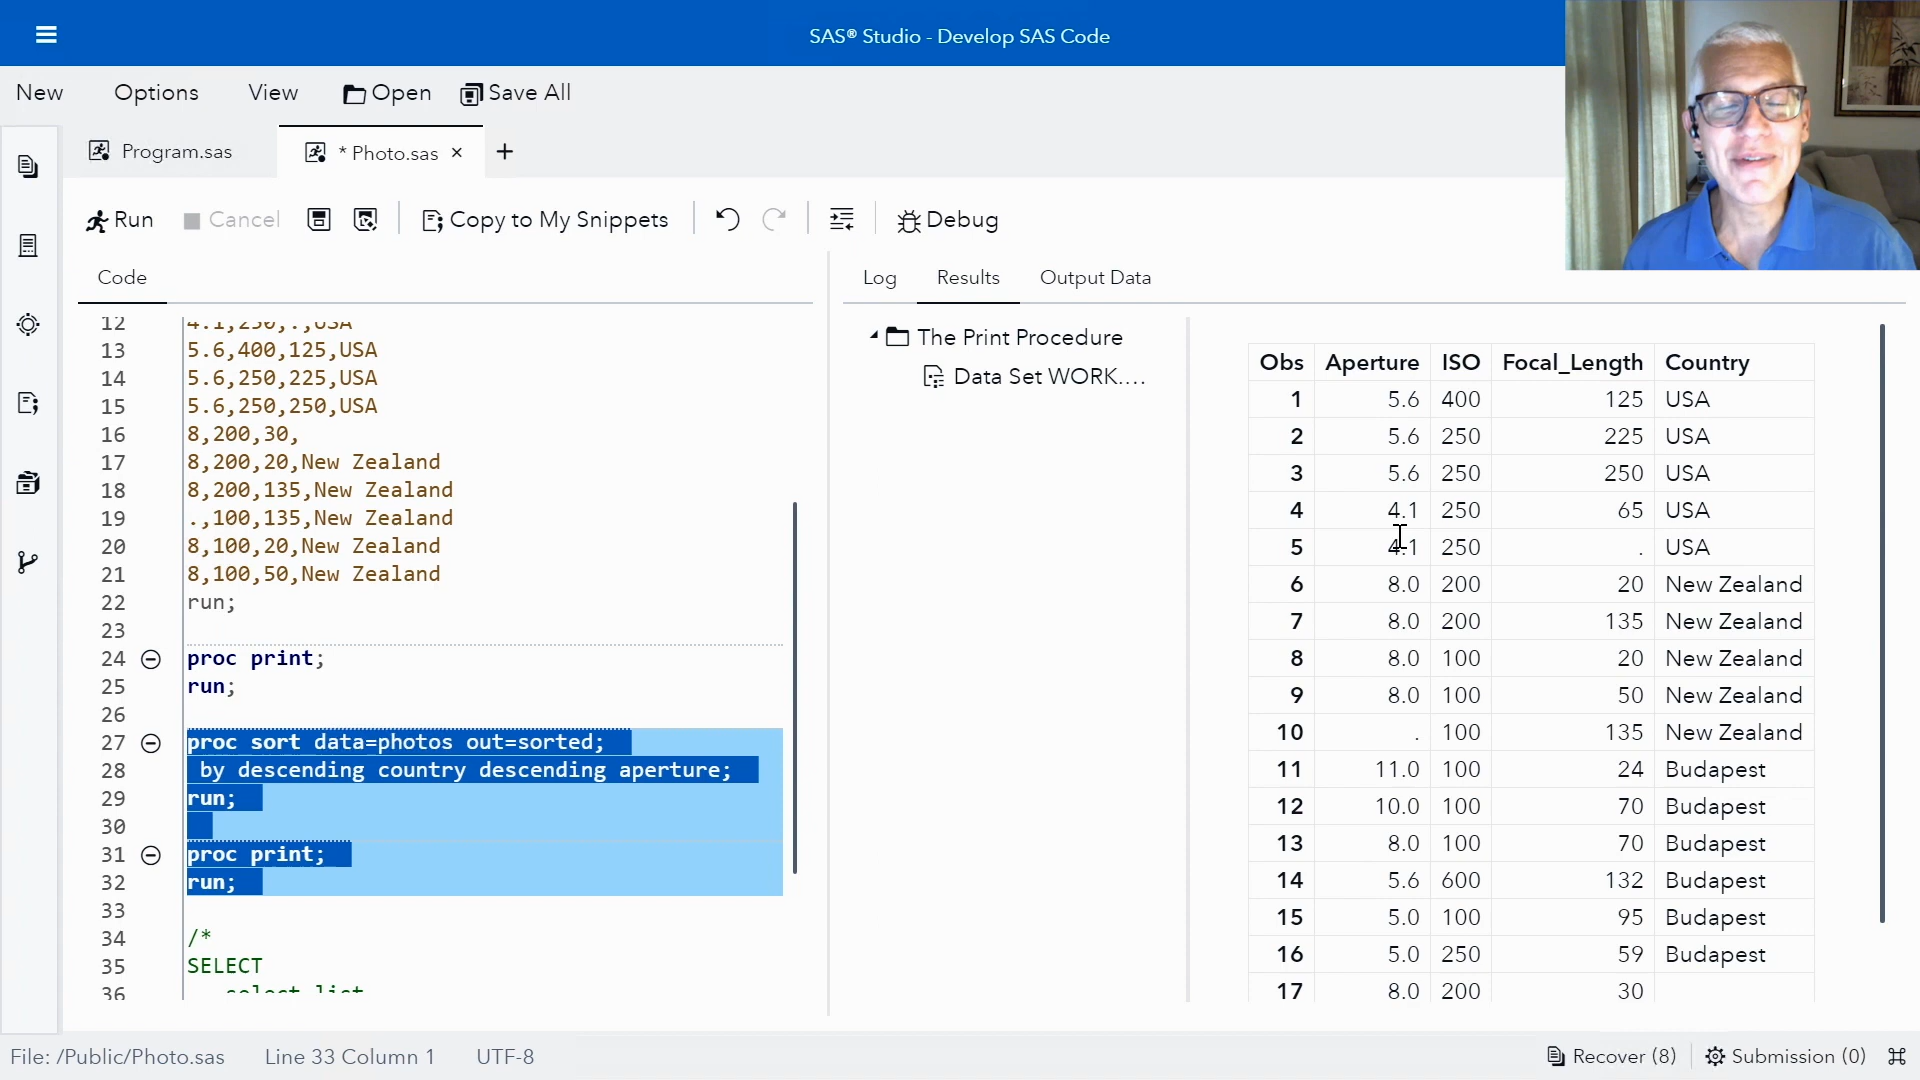 SAS® Studio - Develop SAS Code
New Options View Open Save All
Program.sas * Photo.sas × +
Run Cancel Copy to My Snippets Debug
Code
12 4.1,250,.,USA
13 5.6,400,125,USA
14 5.6,250,225,USA
15 5.6,250,250,USA
16 8,200,30,
17 8,200,20,New Zealand
18 8,200,135,New Zealand
19 .,100,135,New Zealand
20 8,100,20,New Zealand
21 8,100,50,New Zealand
22 run;
23
24 proc print;
25 run;
26
27 proc sort data=photos out=sorted;
28 by descending country descending aperture;
29 run;
30
31 proc print;
32 run;
33
34 /*
35 SELECT
36 select list
Log Results Output Data
The Print Procedure
Data Set WORK....
Obs Aperture ISO Focal_Length Country
1 5.6 400 125 USA
2 5.6 250 225 USA
3 5.6 250 250 USA
4 4.1 250 65 USA
5 4.1 250 . USA
6 8.0 200 20 New Zealand
7 8.0 200 135 New Zealand
8 8.0 100 20 New Zealand
9 8.0 100 50 New Zealand
10 . 100 135 New Zealand
11 11.0 100 24 Budapest
12 10.0 100 70 Budapest
13 8.0 100 70 Budapest
14 5.6 600 132 Budapest
15 5.0 100 95 Budapest
16 5.0 250 59 Budapest
17 8.0 200 30
File: /Public/Photo.sas Line 33 Column 1 UTF-8 Recover (8) Submission (0)